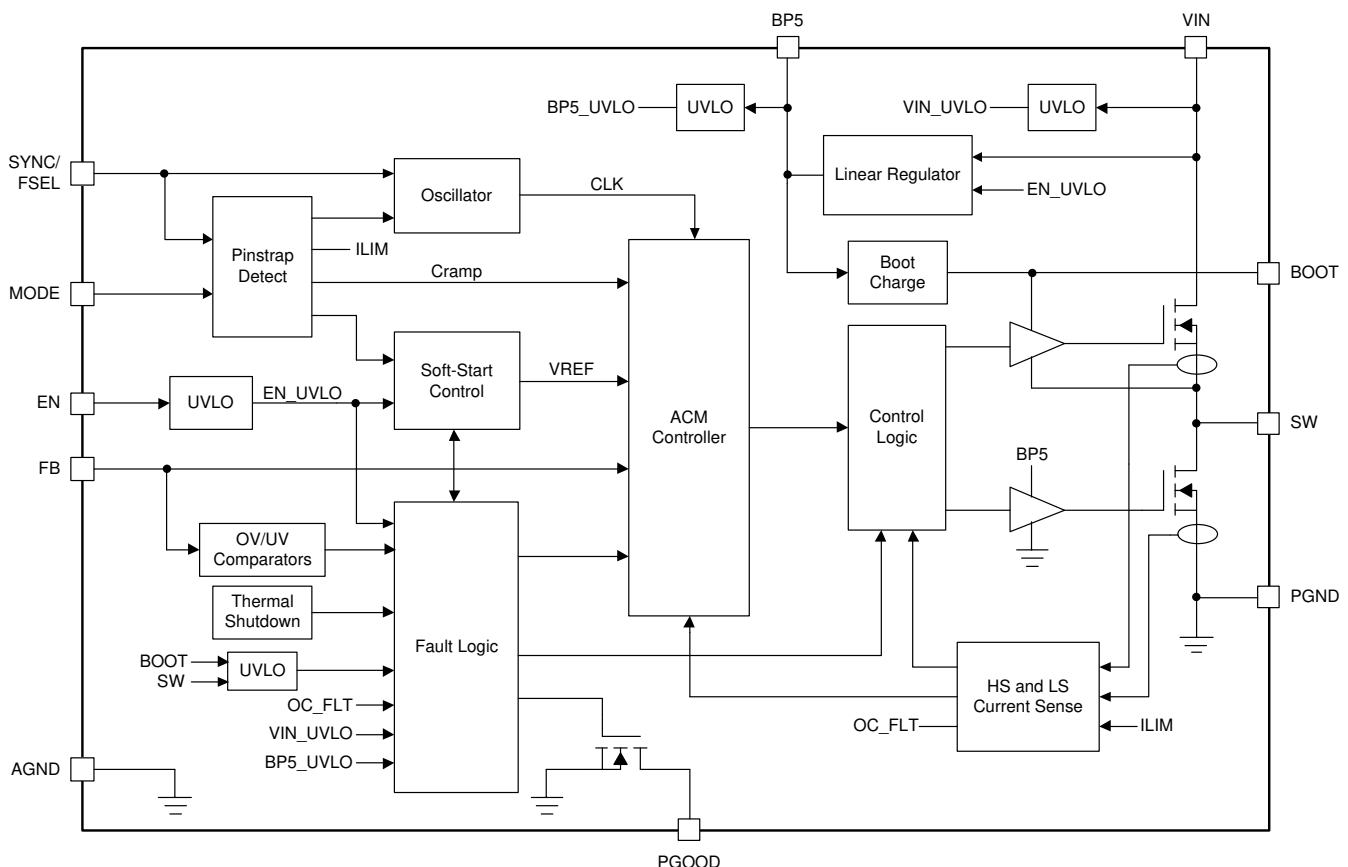 BP5
VIN
BP5_UVLO
UVLO
VIN_UVLO
UVLO
SYNC/
FSEL
Oscillator
CLK
Linear Regulator
EN_UVLO
Pinstrap
Detect
ILIM
Cramp
MODE
Boot
Charge
BOOT
Soft-Start
Control
VREF
EN
UVLO
EN_UVLO
ACM
Controller
Control
Logic
SW
FB
BP5
OV/UV
Comparators
Thermal
Shutdown
Fault Logic
PGND
BOOT
SW
UVLO
OC_FLT
VIN_UVLO
BP5_UVLO
HS and LS
Current Sense
OC_FLT
ILIM
AGND
PGOOD